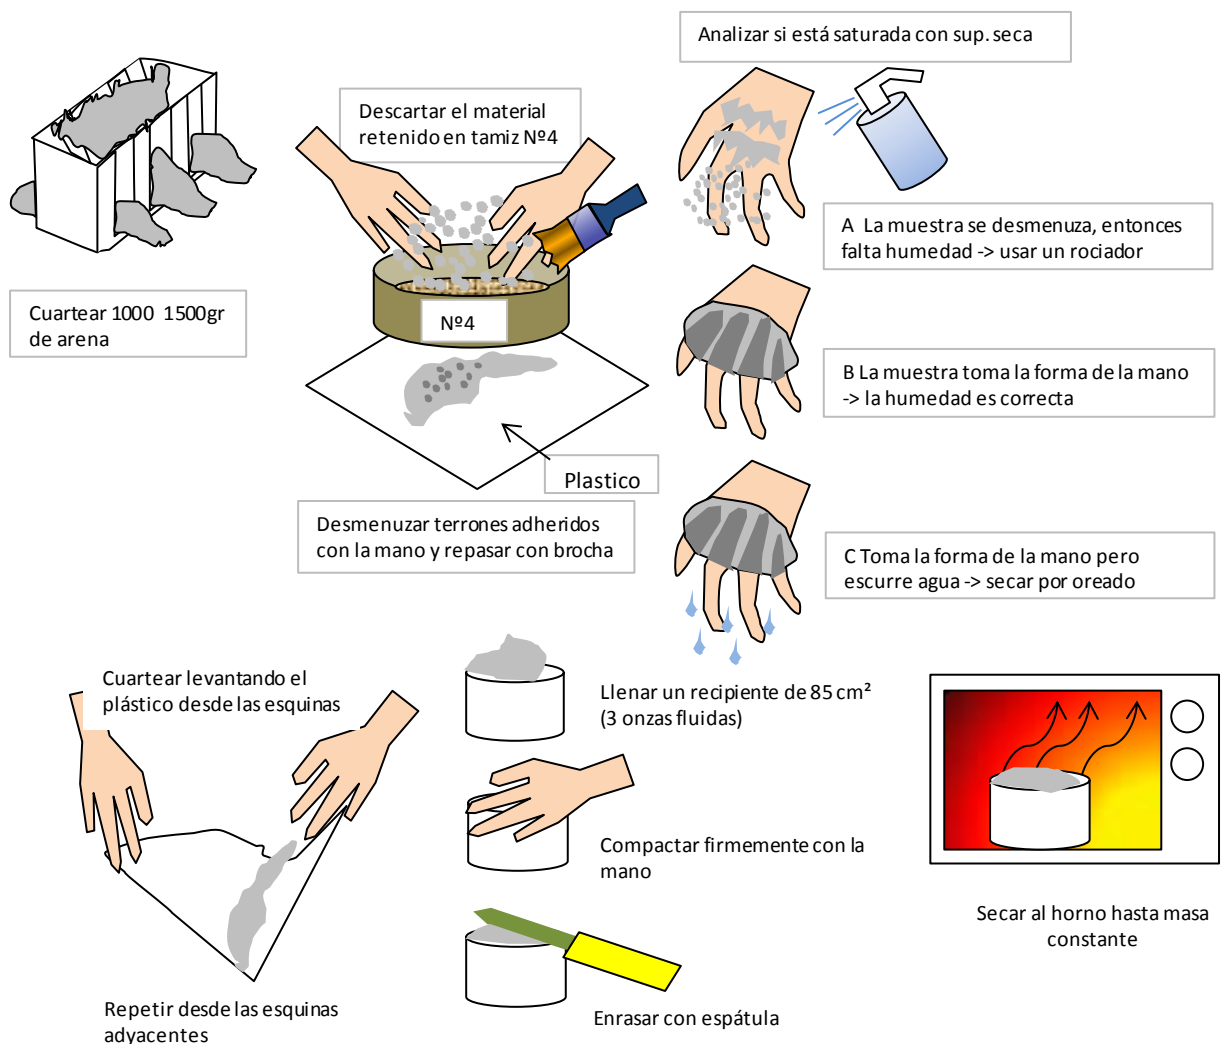 Cuartear 1000 1500gr
de arena
Descartar el material
retenido en tamiz Nº4
Nº4
Plastico
Desmenuzar terrones adheridos
con la mano y repasar con brocha
Analizar si está saturada con sup. seca
A La muestra se desmenuza, entonces
falta humedad -> usar un rociador
B La muestra toma la forma de la mano
-> la humedad es correcta
C Toma la forma de la mano pero
escurre agua -> secar por oreado
Cuartear levantando el
plástico desde las esquinas
Repetir desde las esquinas
adyacentes
Llenar un recipiente de 85 cm²
(3 onzas fluidas)
Compactar firmemente con la
mano
Enrasar con espátula
Secar al horno hasta masa
constante